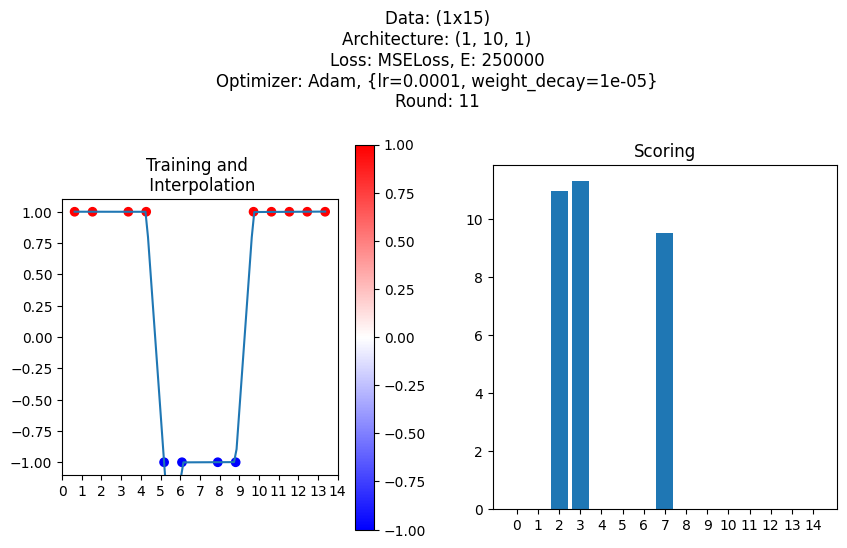 Data: (1x15)
Architecture: (1, 10, 1)
Loss: MSELoss, E: 250000
Optimizer: Adam, {lr=0.0001, weight_decay=1e-05}
Round: 11
Training and
Interpolation
1.00
0.75
0.50
0.25
0.00
−0.25
−0.50
−0.75
−1.00
0 1 2 3 4 5 6 7 8 9 10 11 12 13 14
1.00
0.75
0.50
0.25
0.00
−0.25
−0.50
−0.75
−1.00
Scoring
10
8
6
4
2
0
0 1 2 3 4 5 6 7 8 9 10 11 12 13 14